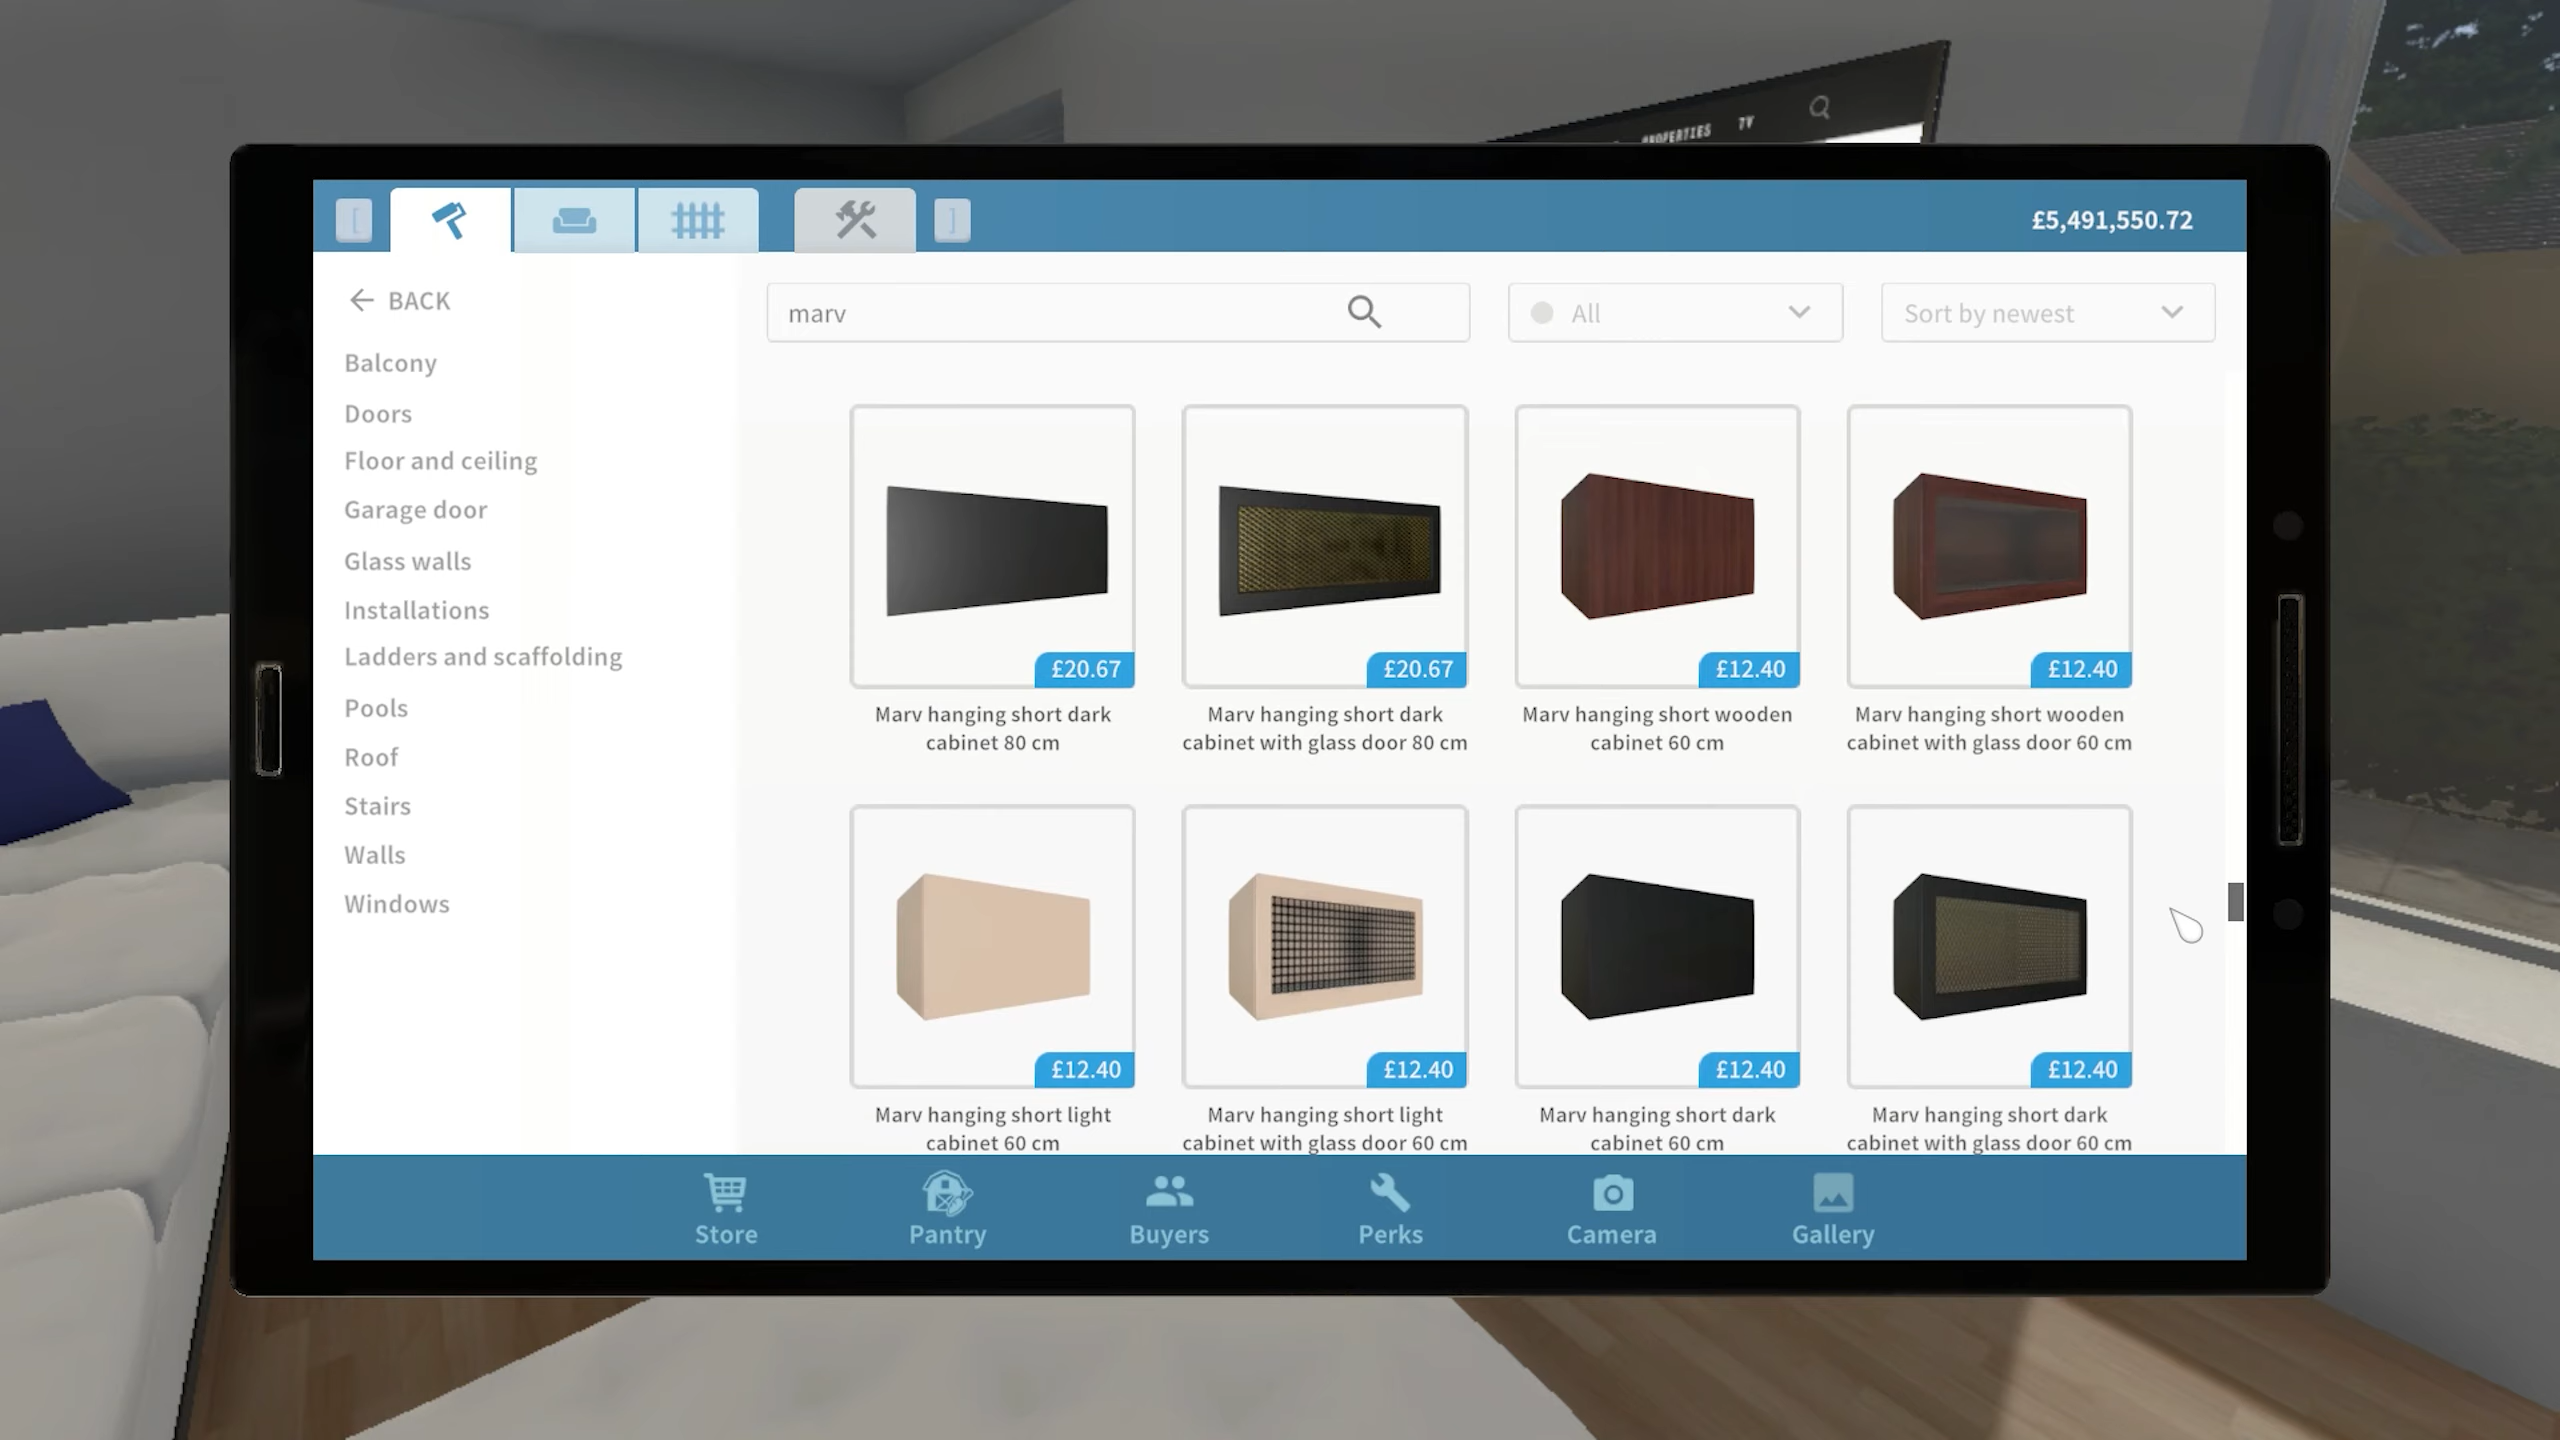 PROPERTIES TV
[
]
£5,491,550.72
BACK
marv
All
Sort by newest
Balcony
Doors
Floor and ceiling
Garage door
Glass walls
Installations
Ladders and scaffolding
Pools
Roof
Stairs
Walls
Windows
£20.67
£20.67
£12.40
£12.40
Marv hanging short dark
cabinet 80 cm
Marv hanging short dark
cabinet with glass door 80 cm
Marv hanging short wooden
cabinet 60 cm
Marv hanging short wooden
cabinet with glass door 60 cm
£12.40
£12.40
£12.40
£12.40
Marv hanging short light
cabinet 60 cm
Marv hanging short light
cabinet with glass door 60 cm
Marv hanging short dark
cabinet 60 cm
Marv hanging short dark
cabinet with glass door 60 cm
Store
Pantry
Buyers
Perks
Camera
Gallery